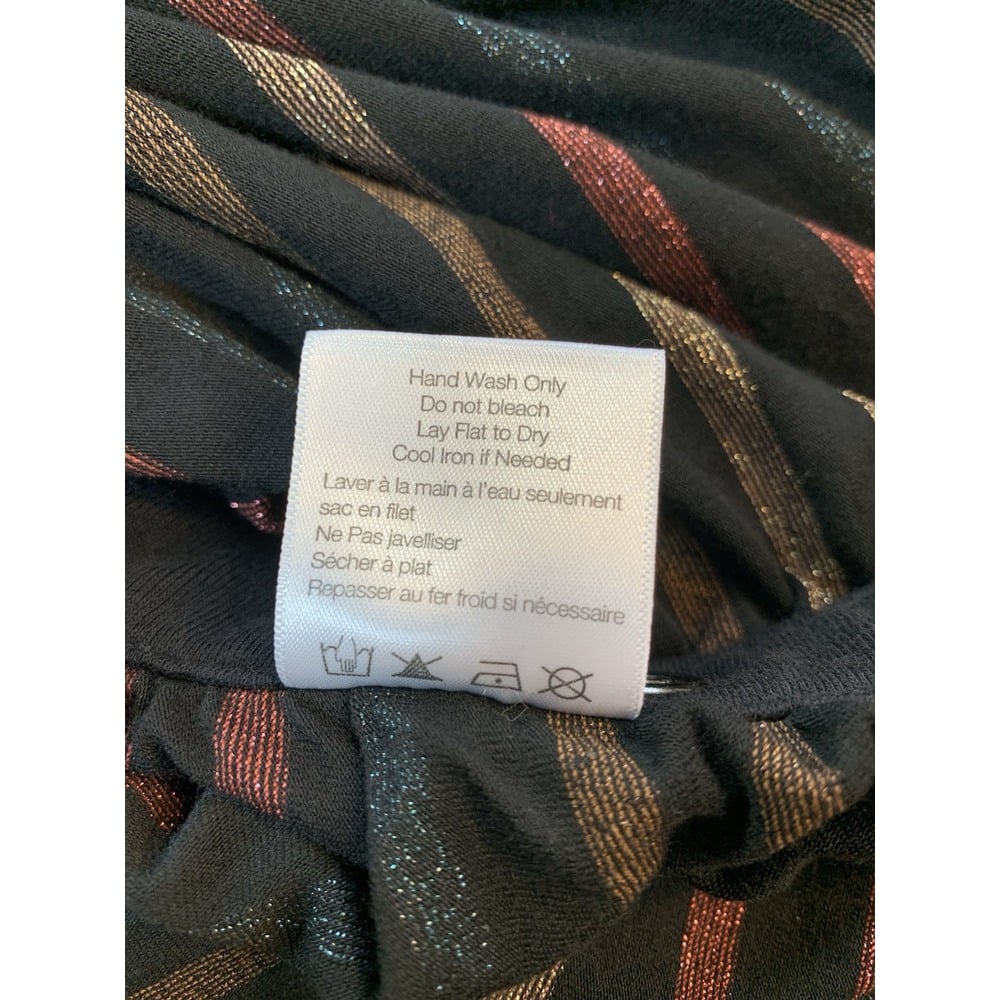 Hand Wash Only
Do not bleach
Lay Flat to Dry
Cool Iron if Needed
Laver à la main à l'eau seulement
sac en filet
Ne Pas javelliser
Sécher à plat
Repasser au fer froid si nécessaire